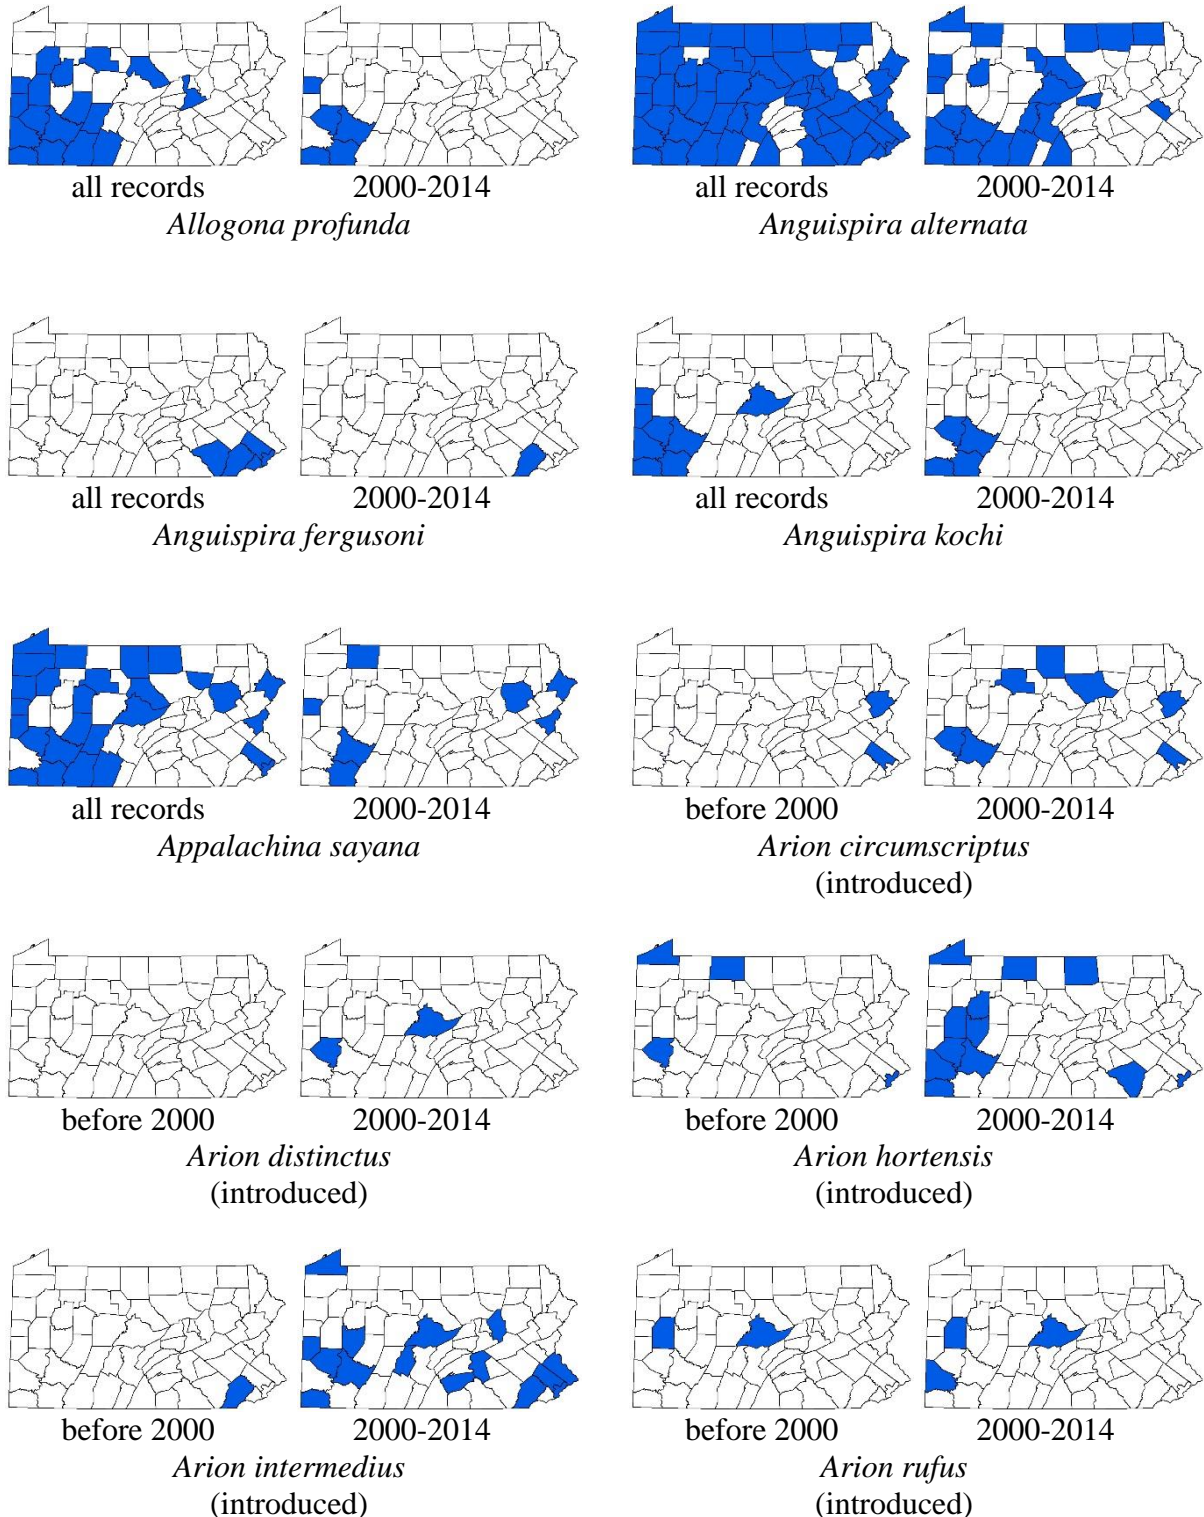 all records 2000-2014
Allogona profunda
all records 2000-2014
Anguispira alternata
all records 2000-2014
Anguispira fergusoni
all records 2000-2014
Anguispira kochi
all records 2000-2014
Appalachina sayana
before 2000 2000-2014
Arion circumscriptus
(introduced)
before 2000 2000-2014
Arion distinctus
(introduced)
before 2000 2000-2014
Arion hortensis
(introduced)
before 2000 2000-2014
Arion intermedius
(introduced)
before 2000 2000-2014
Arion rufus
(introduced)